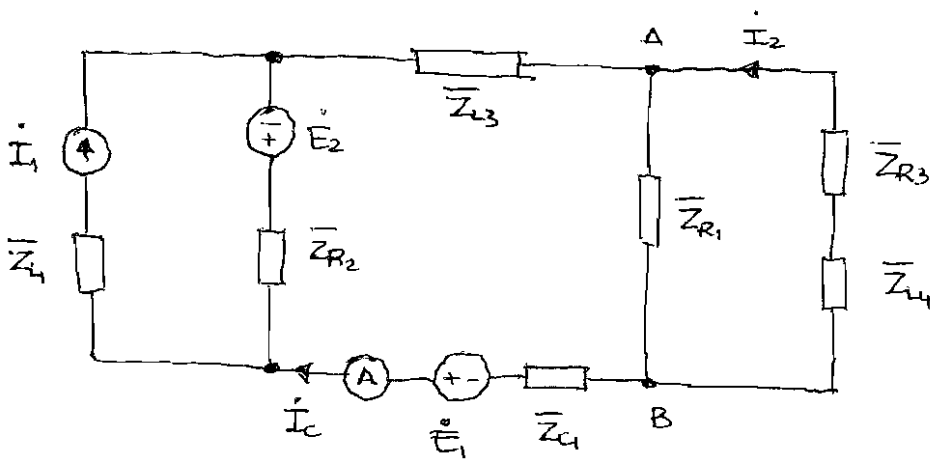 A
İ₂
Z̅L3
İ₁
−
+
Ė₂
Z̅R3
Z̅R₁
Z̅L₁
Z̅R₂
Z̅L4
A
+ −
B
İC
Ė₁
Z̅C₁